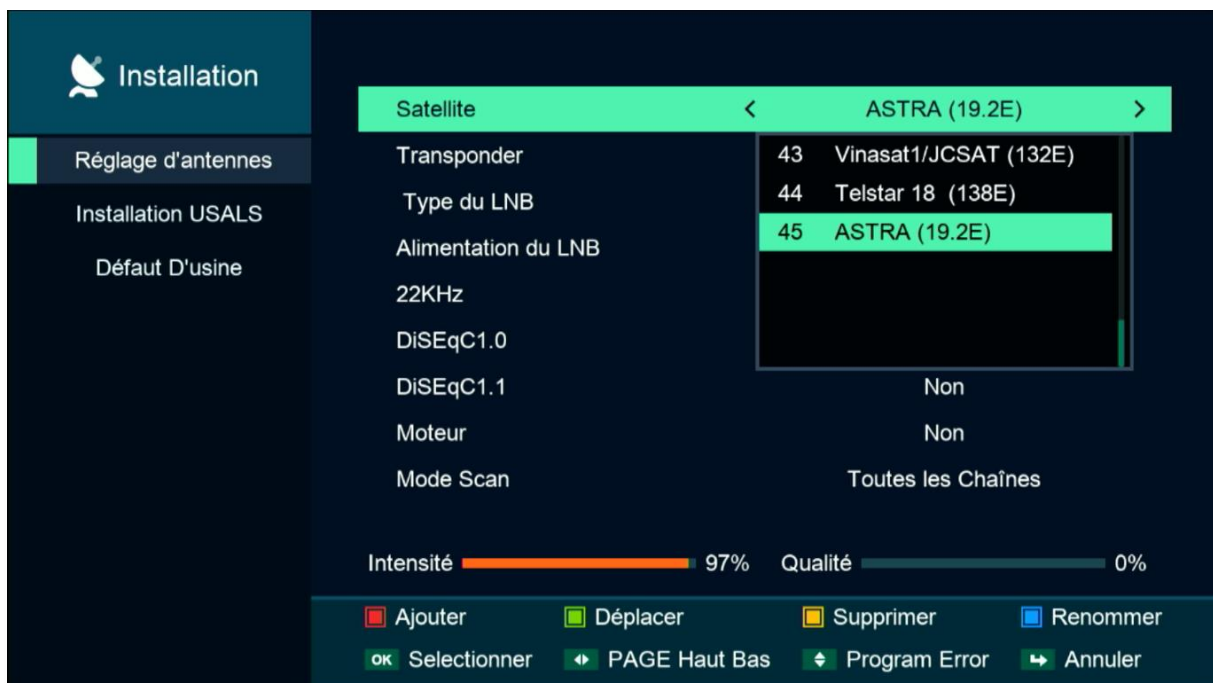 Installation
Réglage d'antennes
Installation USALS
Défaut D'usine
Satellite < ASTRA (19.2E) >
Transponder
43 Vinasat1/JCSAT (132E)
Type du LNB
44 Telstar 18 (138E)
45 ASTRA (19.2E)
Alimentation du LNB
22KHz
DiSEqC1.0
DiSEqC1.1 Non
Moteur Non
Mode Scan Toutes les Chaînes
Intensité 97% Qualité 0%
Ajouter Déplacer Supprimer Renommer
OK Selectionner PAGE Haut Bas Program Error Annuler